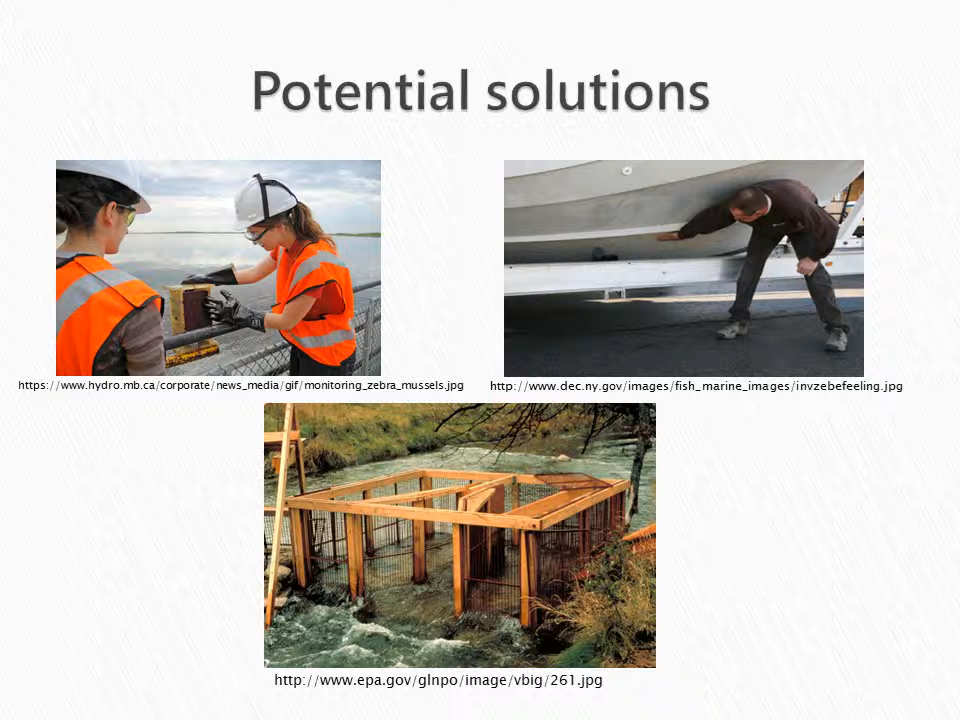 Potential solutions
https://www.hydro.mb.ca/corporate/news_media/gif/monitoring_zebra_mussels.jpg
http://www.dec.ny.gov/images/fish_marine_images/invzebefeeling.jpg
http://www.epa.gov/glnpo/image/vbig/261.jpg